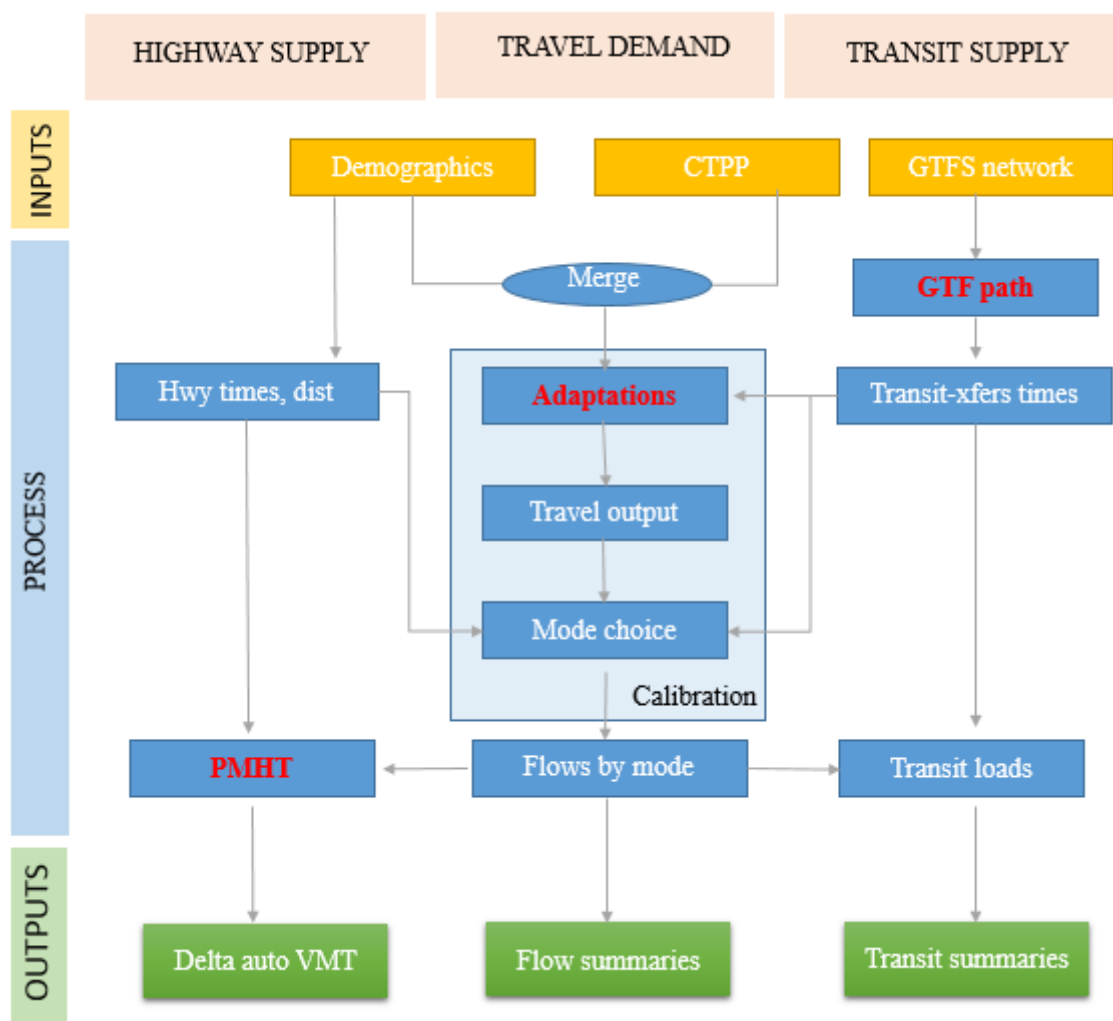 HIGHWAY SUPPLY
TRAVEL DEMAND
TRANSIT SUPPLY
INPUTS
Demographics
CTPP
GTFS network
PROCESS
Merge
GTF path
Hwy times, dist
Adaptations
Transit-xfers times
Travel output
Mode choice
Calibration
PMHT
Flows by mode
Transit loads
OUTPUTS
Delta auto VMT
Flow summaries
Transit summaries